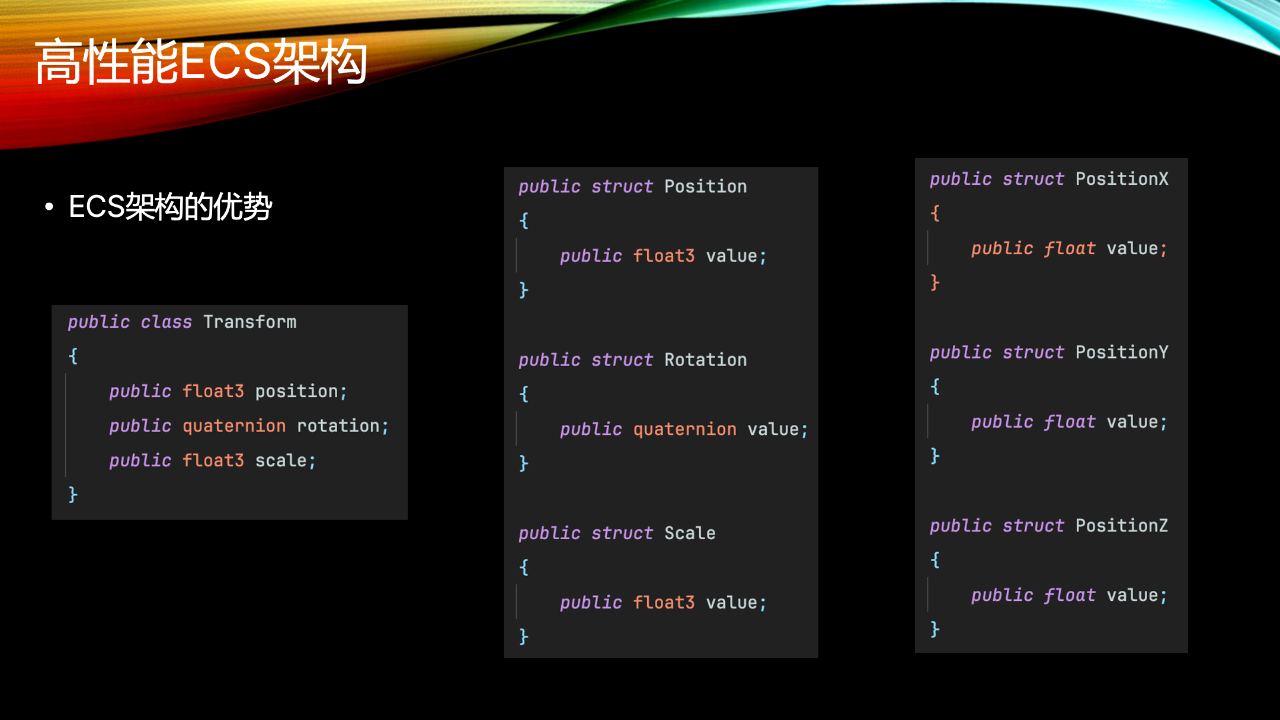 高性能ECS架构
• ECS架构的优势
public class Transform
{
    public float3 position;
    public quaternion rotation;
    public float3 scale;
}
public struct Position
{
    public float3 value;
}
public struct Rotation
{
    public quaternion value;
}
public struct Scale
{
    public float3 value;
}
public struct PositionX
{
    public float value;
}
public struct PositionY
{
    public float value;
}
public struct PositionZ
{
    public float value;
}